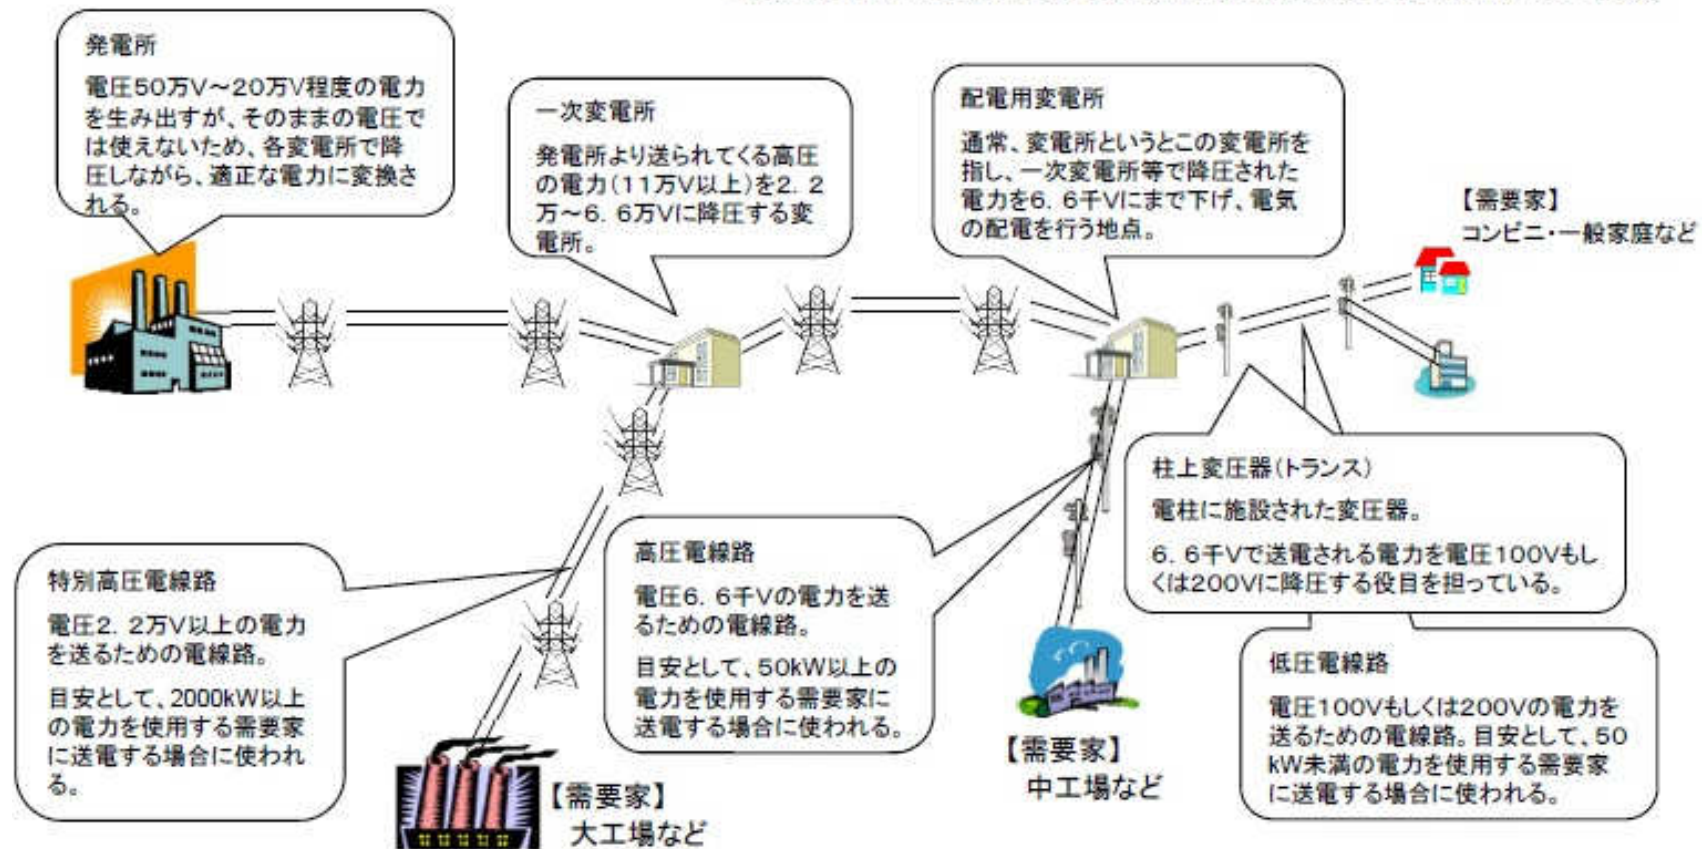 発電所
電圧50万V～20万V程度の電力
を生み出すが、そのままの電圧で
は使えないため、各変電所で降
圧しながら、適正な電力に変換さ
れる。
一次変電所
発電所より送られてくる高圧
の電力(11万V以上)を2．2
万～6．6万Vに降圧する変
電所。
配電用変電所
通常、変電所というとこの変電所を
指し、一次変電所等で降圧された
電力を6．6千Vにまで下げ、電気
の配電を行う地点。
【需要家】
コンビニ・一般家庭など
柱上変圧器(トランス)
電柱に施設された変圧器。
6．6千Vで送電される電力を電圧100Vもし
くは200Vに降圧する役目を担っている。
特別高圧電線路
電圧2．2万V以上の電力
を送るための電線路。
目安として、2000kW以上
の電力を使用する需要家
に送電する場合に使われ
る。
高圧電線路
電圧6．6千Vの電力を送
るための電線路。
目安として、50kW以上の
電力を使用する需要家に
送電する場合に使われる。
低圧電線路
電圧100Vもしくは200Vの電力を
送るための電線路。目安として、50
kW未満の電力を使用する需要家
に送電する場合に使われる。
【需要家】
中工場など
【需要家】
大工場など